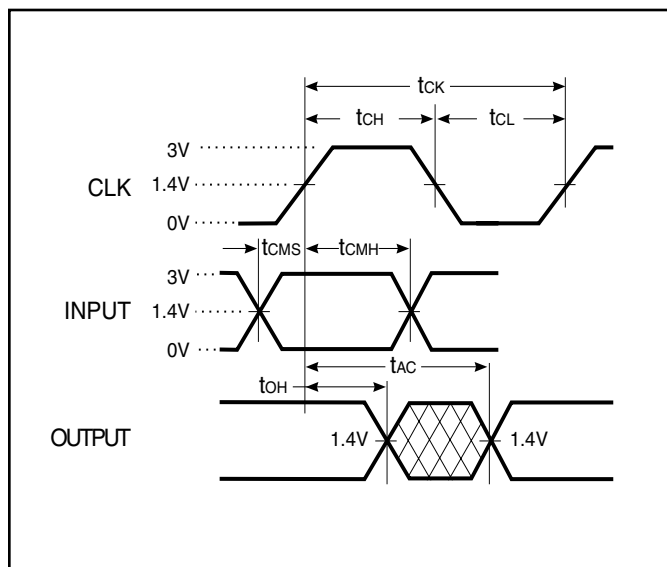 tCK
tCH tCL
3V
CLK 1.4V
0V
tCMS tCMH
3V
INPUT 1.4V
0V
tAC
tOH
OUTPUT 1.4V 1.4V